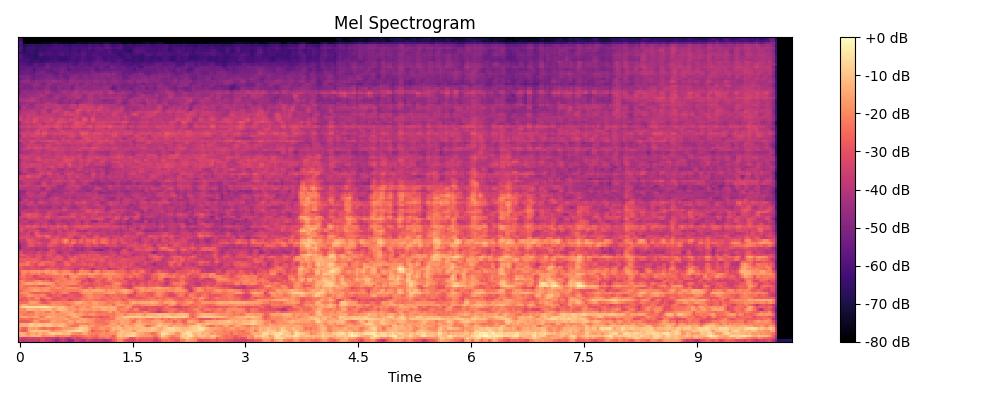 Mel Spectrogram
+0 dB
-10 dB
-20 dB
-30 dB
-40 dB
-50 dB
-60 dB
-70 dB
-80 dB
0 1.5 3 4.5 6 7.5 9
Time